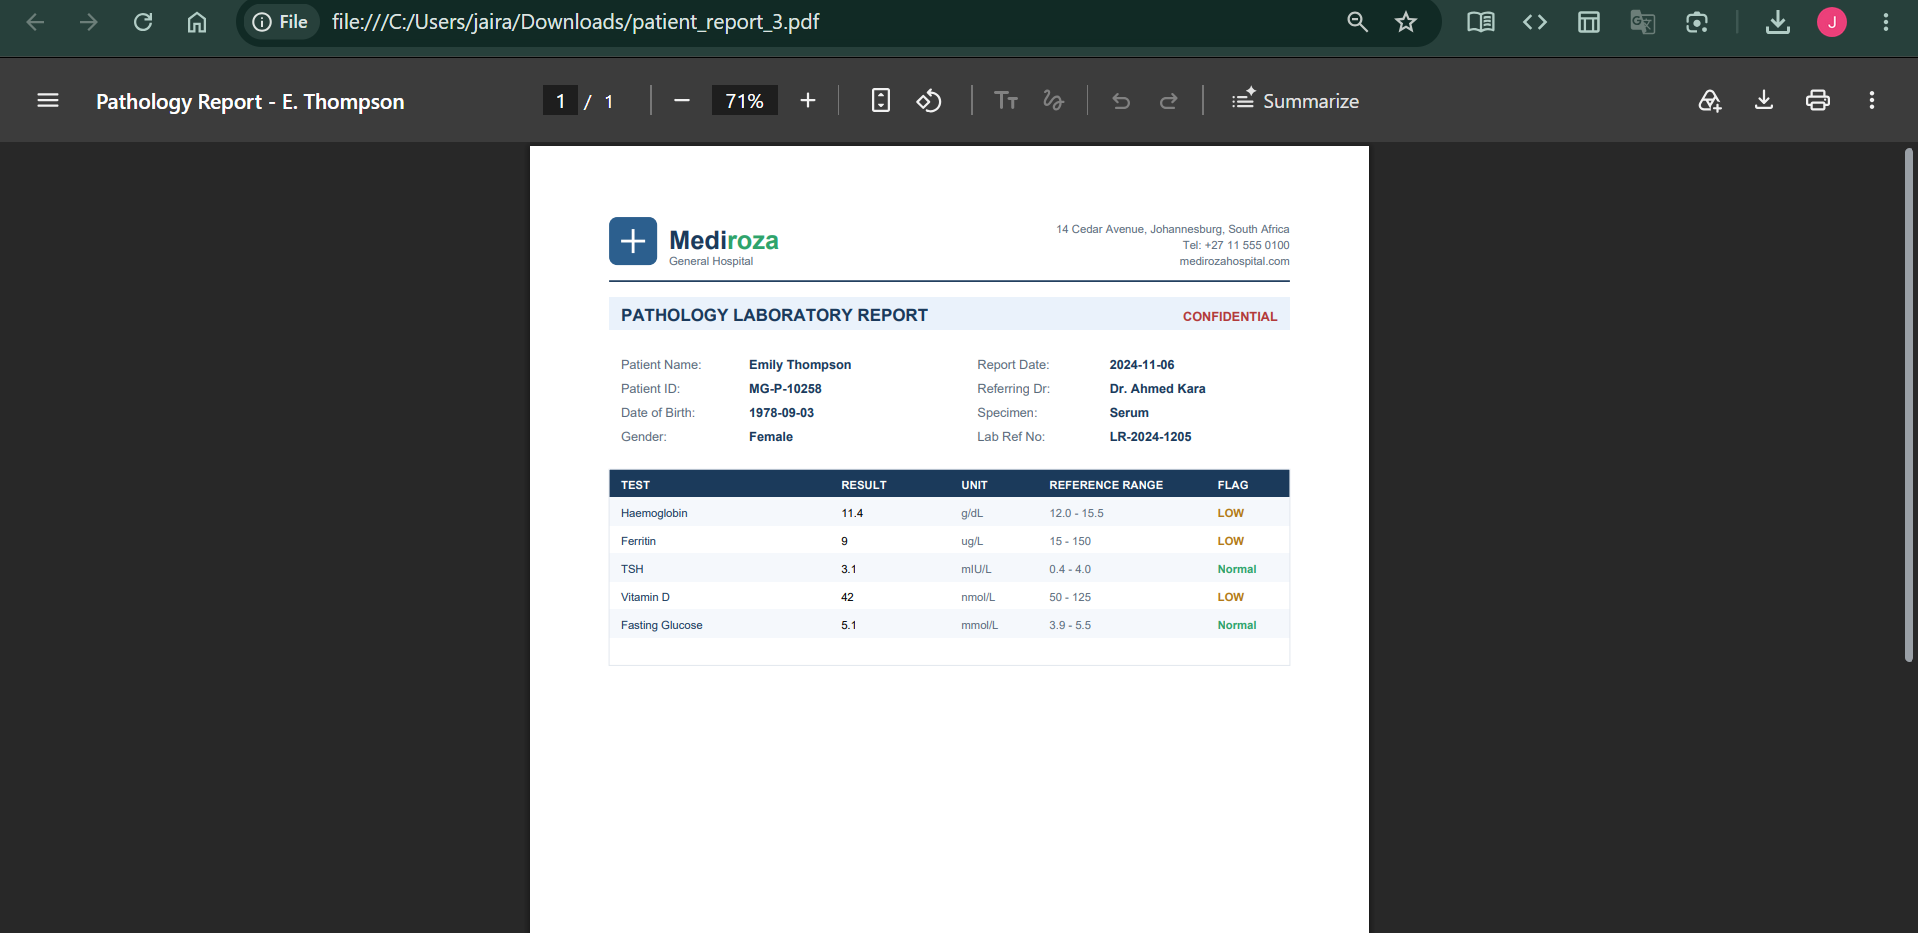 File file:///C:/Users/jaira/Downloads/patient_report_3.pdf J
Pathology Report - E. Thompson 1 / 1 71% Summarize
Mediroza
General Hospital
14 Cedar Avenue, Johannesburg, South Africa
Tel: +27 11 555 0100
medirozahospital.com
PATHOLOGY LABORATORY REPORT CONFIDENTIAL
Patient Name: Emily Thompson Report Date: 2024-11-06
Patient ID: MG-P-10258 Referring Dr: Dr. Ahmed Kara
Date of Birth: 1978-09-03 Specimen: Serum
Gender: Female Lab Ref No: LR-2024-1205
TEST RESULT UNIT REFERENCE RANGE FLAG
Haemoglobin 11.4 g/dL 12.0 - 15.5 LOW
Ferritin 9 ug/L 15 - 150 LOW
TSH 3.1 mIU/L 0.4 - 4.0 Normal
Vitamin D 42 nmol/L 50 - 125 LOW
Fasting Glucose 5.1 mmol/L 3.9 - 5.5 Normal